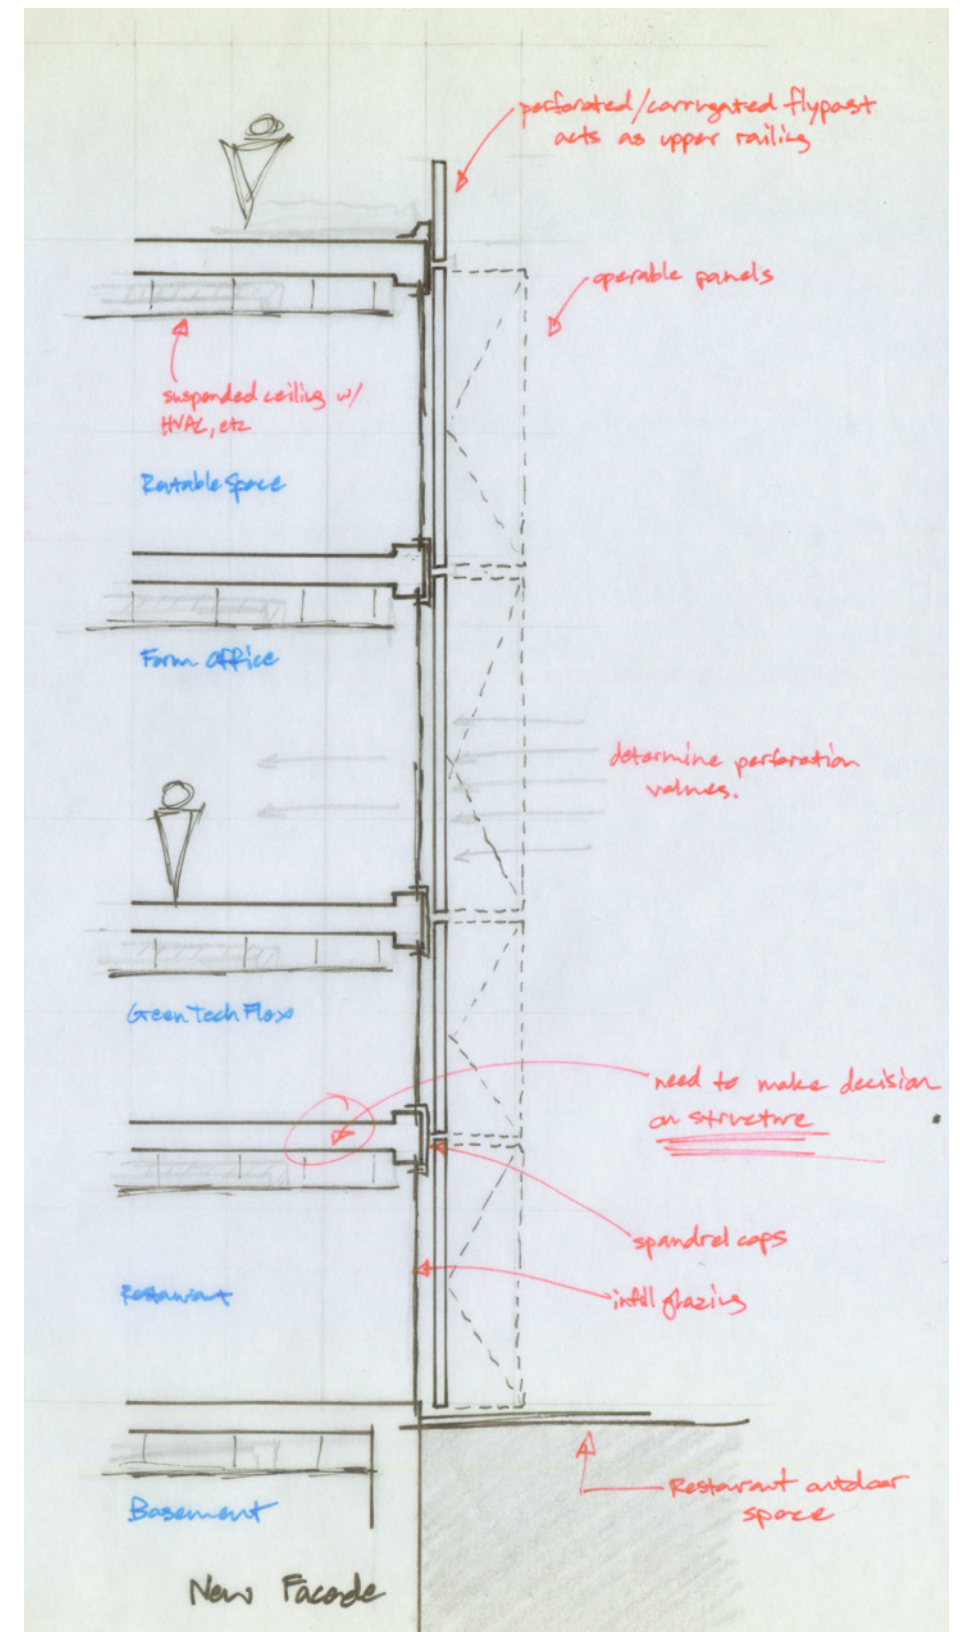 perforated/corrugated flypast
acts as upper railing
operable panels
suspended ceiling w/
HVAC, etc
Rentable Space
Farm Office
determine perforation
values.
Green Tech Flex
need to make decision
on structure
spandrel caps
infill glazing
Restaurant
Restaurant outdoor
space
Basement
New Facade